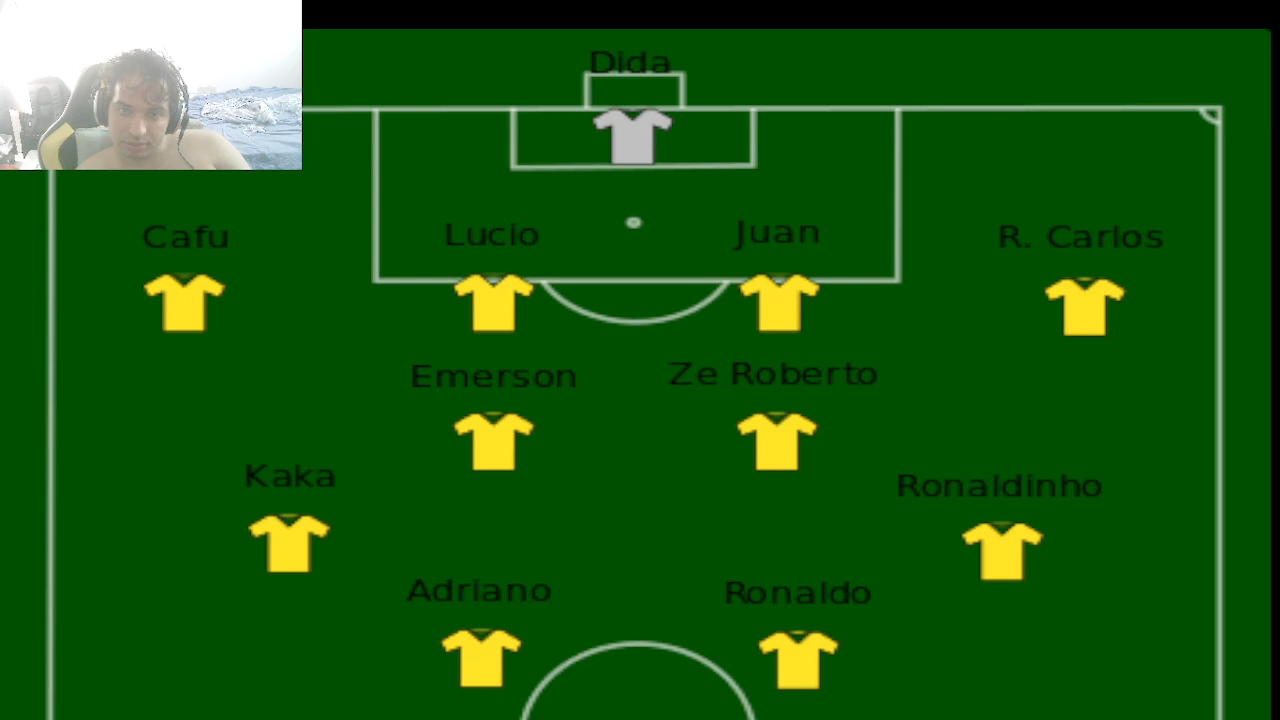 Dida
Cafu
Lucio
Juan
R. Carlos
Emerson
Ze Roberto
Kaka
Ronaldinho
Adriano
Ronaldo